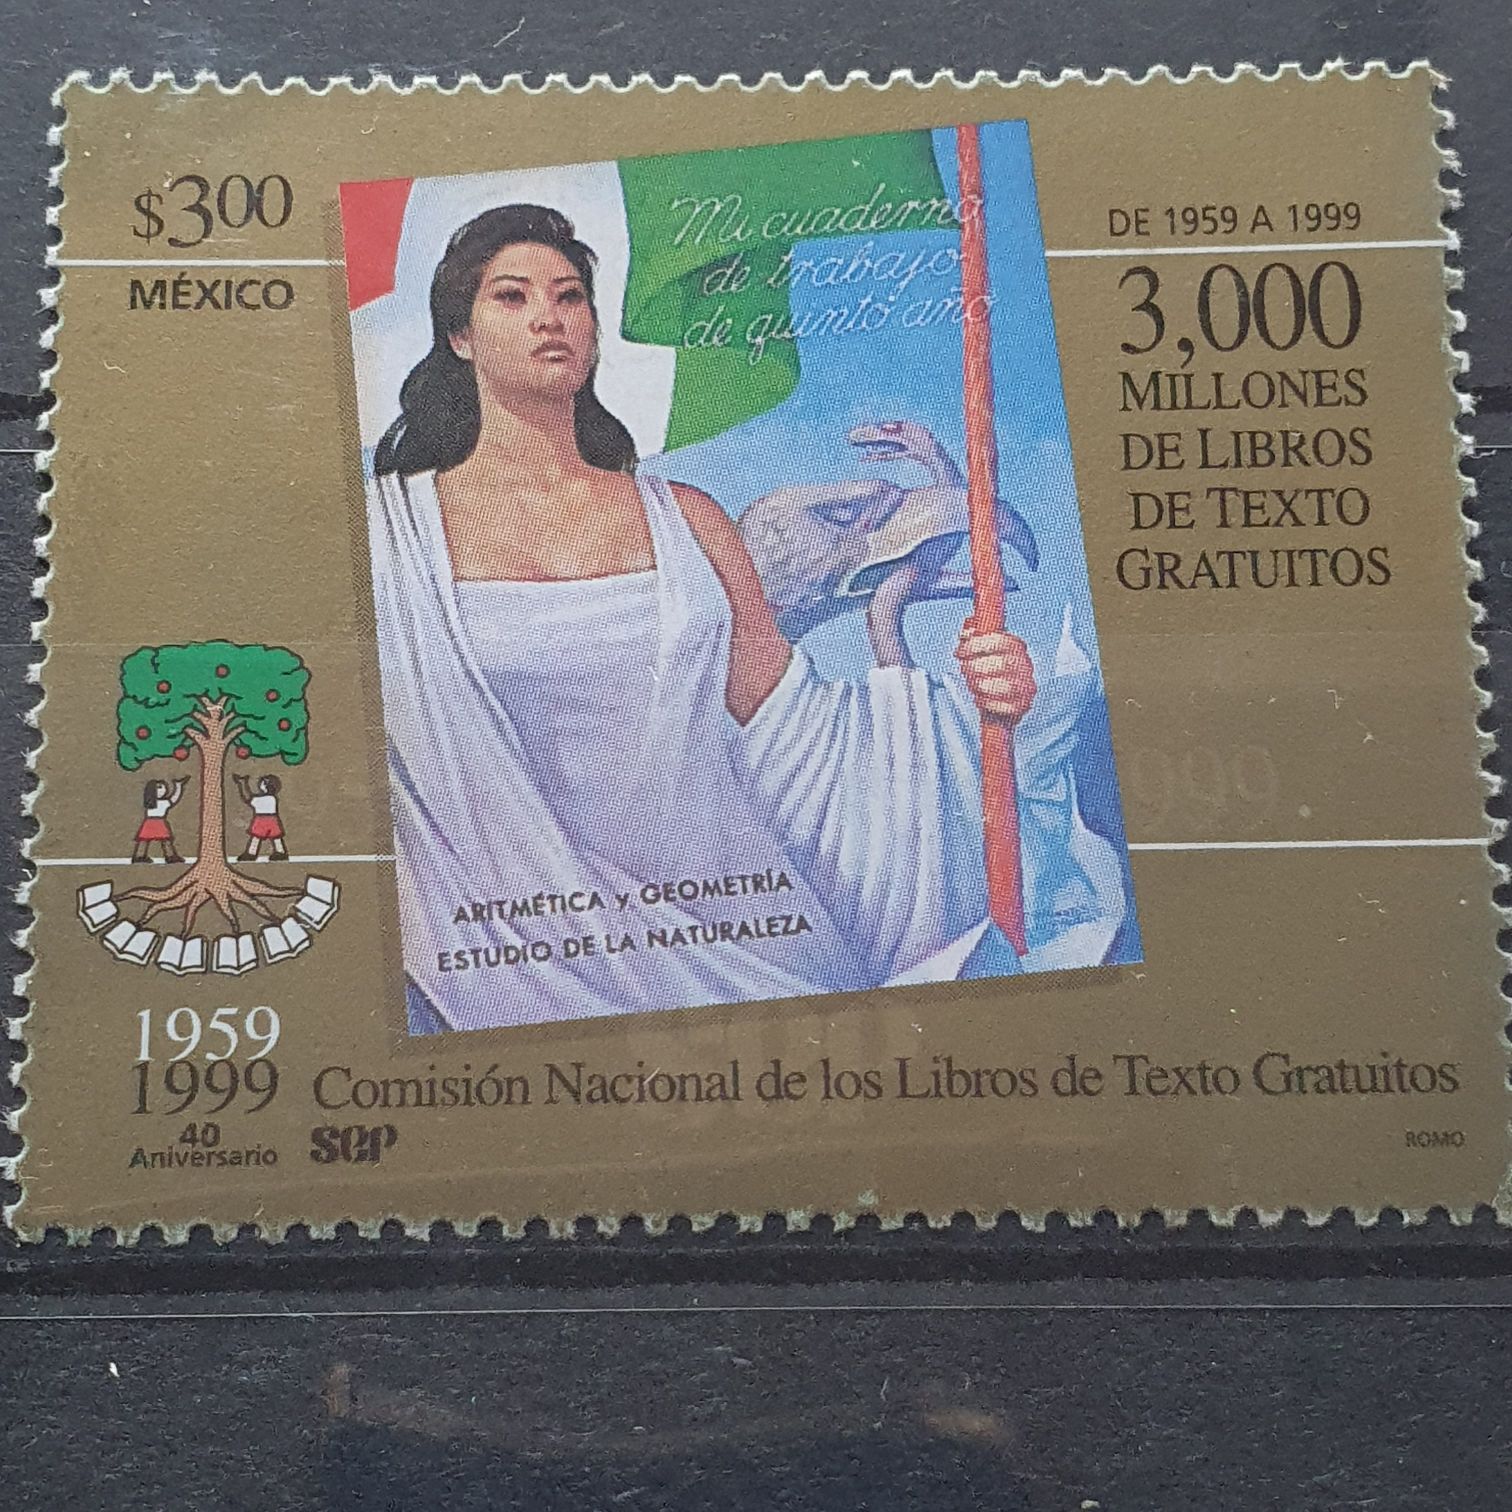 $3.00
MÉXICO
Mi cuaderno
de trabajo
de quinto año
DE 1959 A 1999
3,000
MILLONES
DE LIBROS
DE TEXTO
GRATUITOS
ARITMÉTICA y GEOMETRÍA
ESTUDIO DE LA NATURALEZA
1959
1999
40
Aniversario
Comisión Nacional de los Libros de Texto Gratuitos
SEP
ROMO